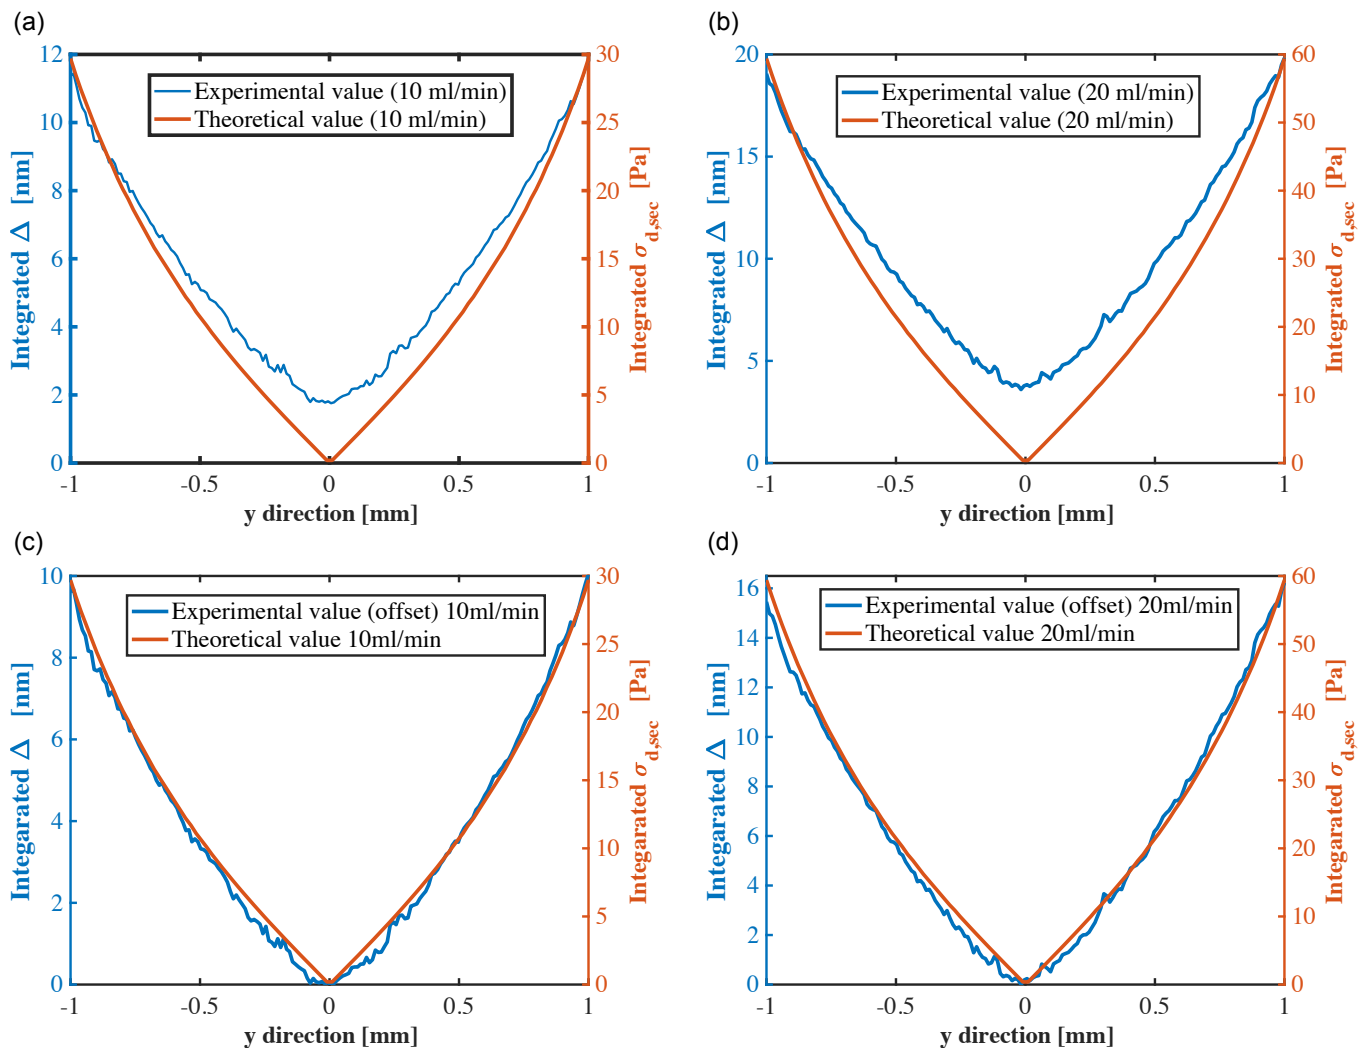 (a)
12
10
8
6
4
2
0
Integrated Δ [nm]
Experimental value (10 ml/min)
Theoretical value (10 ml/min)
30
25
20
15
10
5
0
Integrated σd,sec [Pa]
-1 -0.5 0 0.5 1
y direction [mm]
(b)
20
15
10
5
0
Integrated Δ [nm]
Experimental value (20 ml/min)
Theoretical value (20 ml/min)
60
50
40
30
20
10
0
Integrated σd,sec [Pa]
-1 -0.5 0 0.5 1
y direction [mm]
(c)
10
8
6
4
2
0
Integarated Δ [nm]
Experimental value (offset) 10ml/min
Theoretical value 10ml/min
30
25
20
15
10
5
0
Integarated σd,sec [Pa]
-1 -0.5 0 0.5 1
y direction [mm]
(d)
16
14
12
10
8
6
4
2
0
Integarated Δ [nm]
Experimental value (offset) 20ml/min
Theoretical value 20ml/min
60
50
40
30
20
10
0
Integarated σd,sec [Pa]
-1 -0.5 0 0.5 1
y direction [mm]